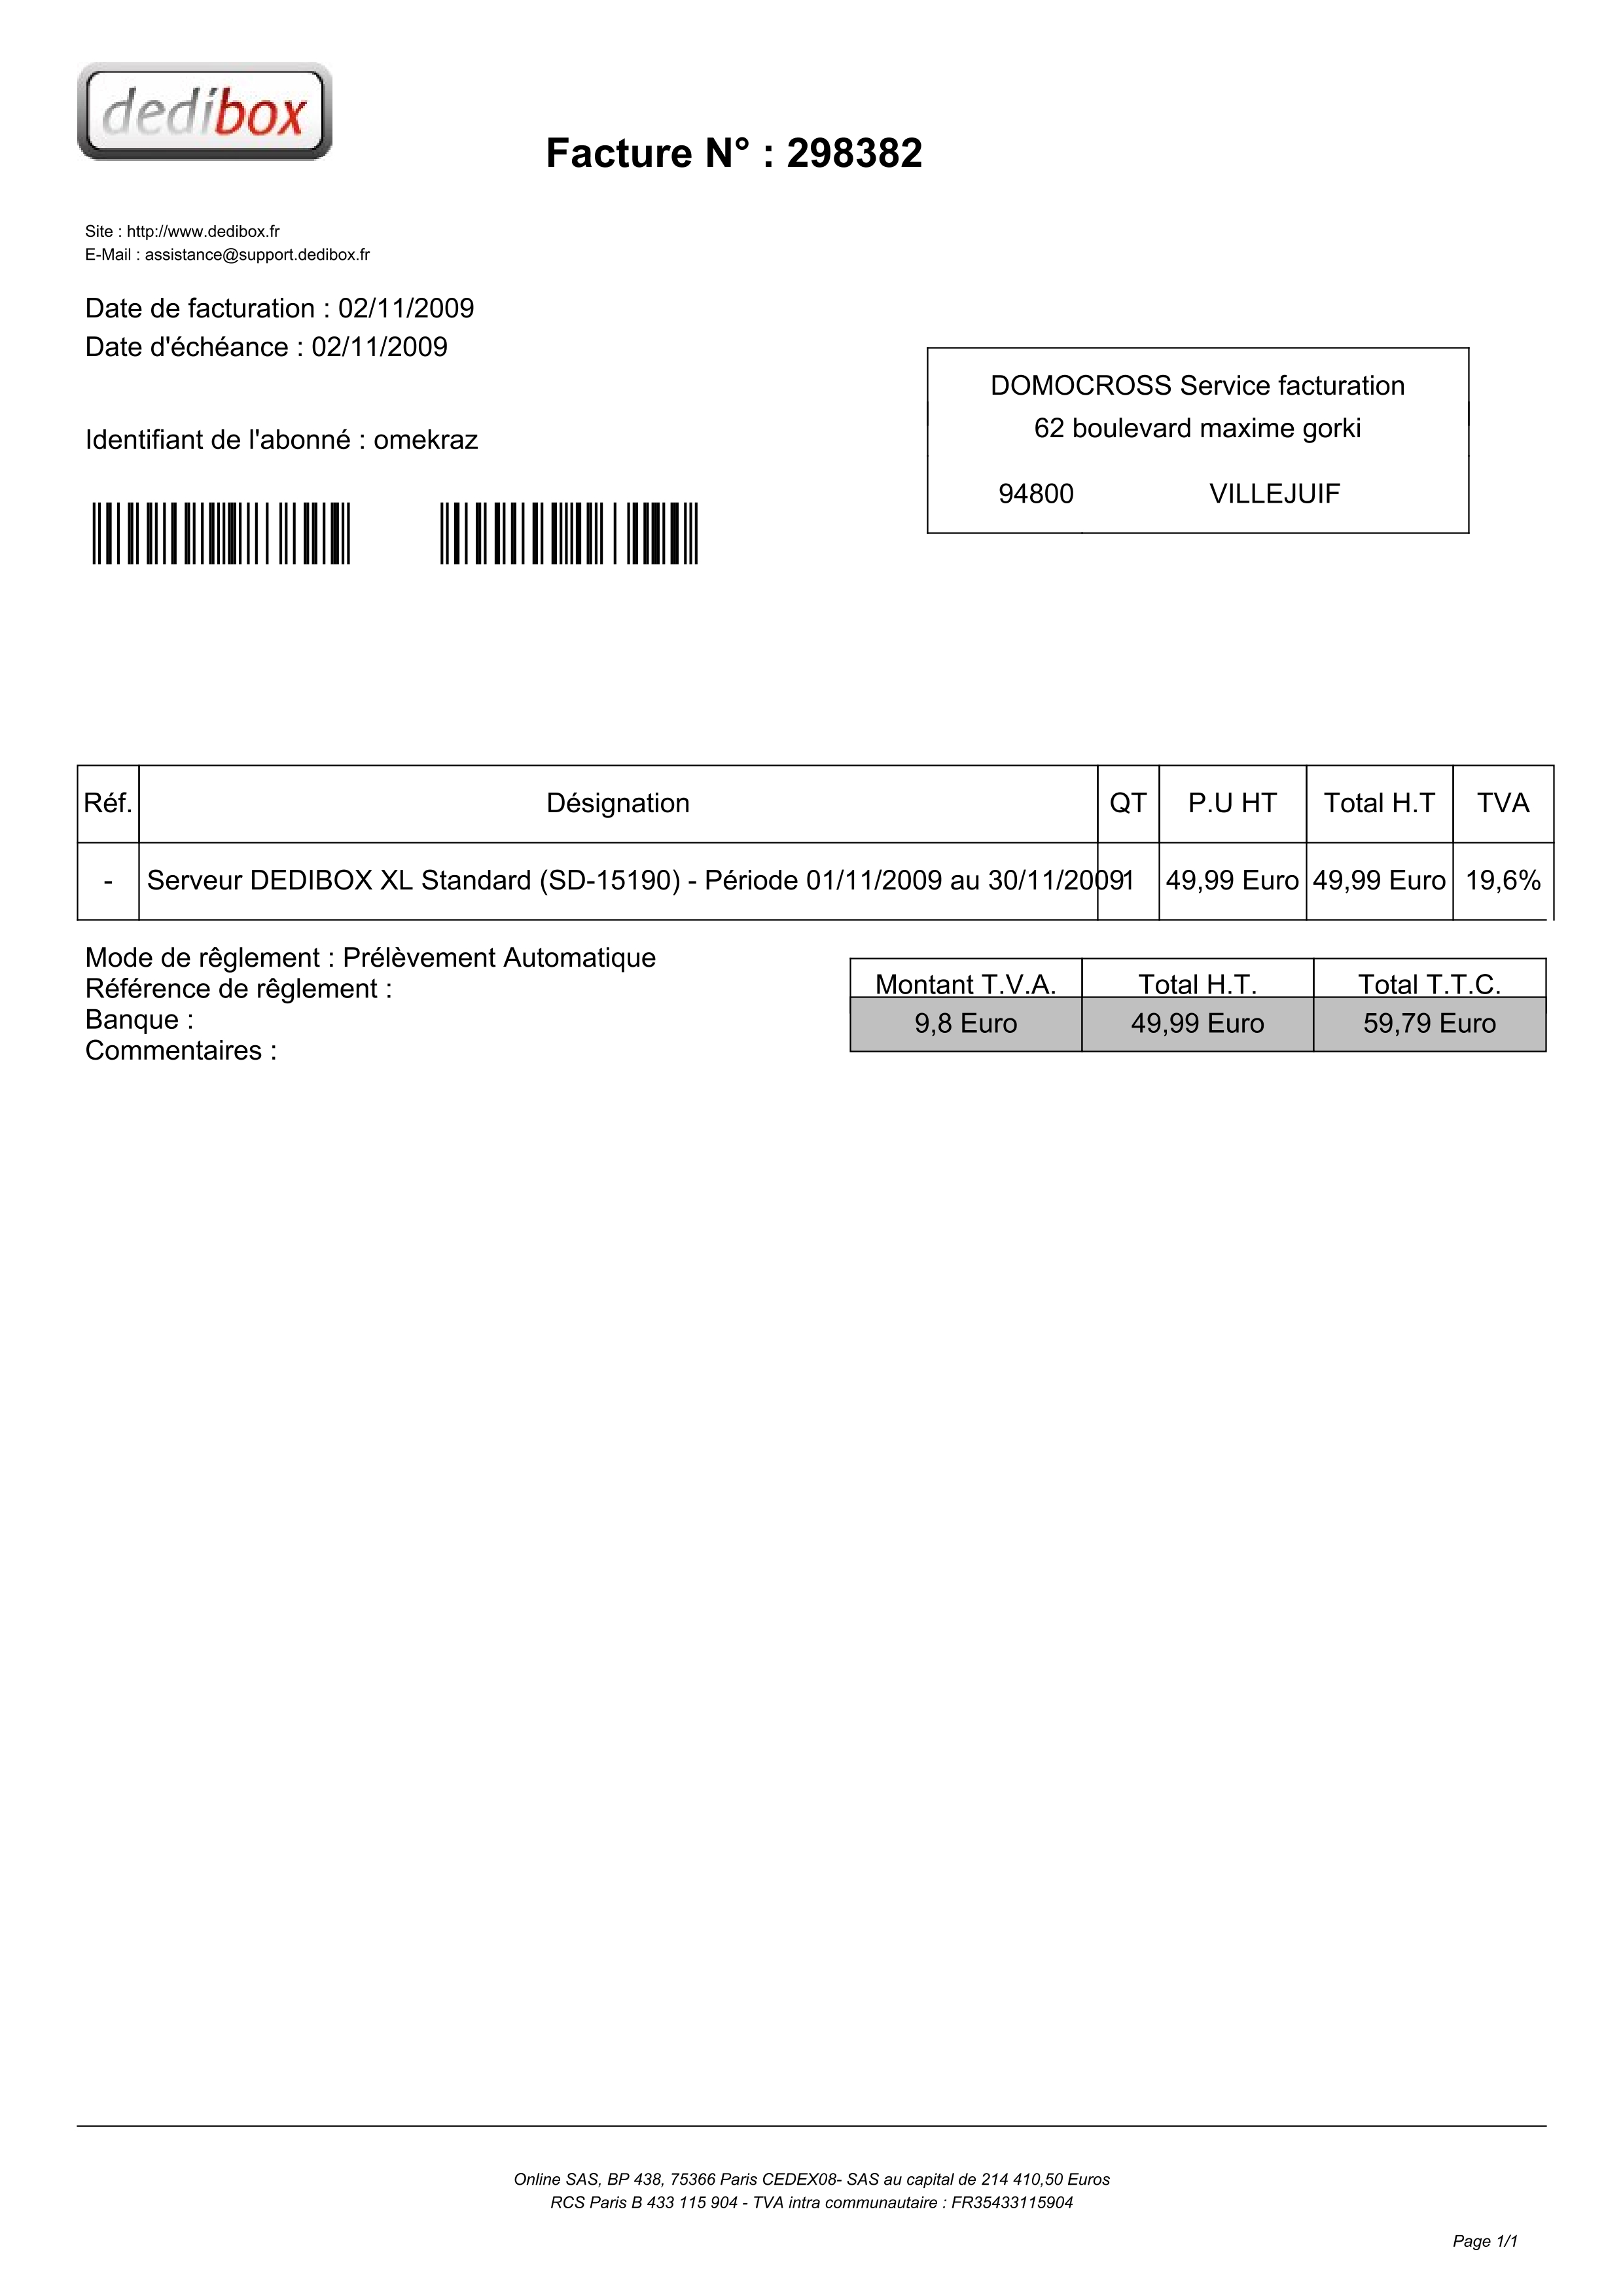 dedibox
Facture N° : 298382
Site : http://www.dedibox.fr
E-Mail : assistance@support.dedibox.fr
Date de facturation : 02/11/2009
Date d'échéance : 02/11/2009
DOMOCROSS Service facturation
62 boulevard maxime gorki
94800 VILLEJUIF
Identifiant de l'abonné : omekraz
Réf. Désignation QT P.U HT Total H.T TVA
- Serveur DEDIBOX XL Standard (SD-15190) - Période 01/11/2009 au 30/11/2009 1 49,99 Euro 49,99 Euro 19,6%
Mode de rêglement : Prélèvement Automatique
Référence de rêglement :
Banque :
Commentaires :
Montant T.V.A. Total H.T. Total T.T.C.
9,8 Euro 49,99 Euro 59,79 Euro
Online SAS, BP 438, 75366 Paris CEDEX08- SAS au capital de 214 410,50 Euros
RCS Paris B 433 115 904 - TVA intra communautaire : FR35433115904
Page 1/1